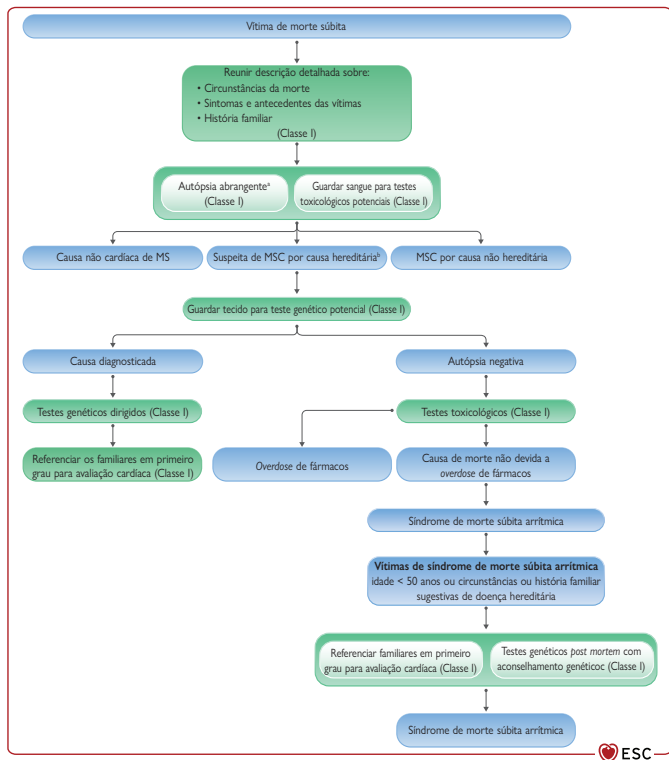 Vítima de morte súbita
Reunir descrição detalhada sobre:
• Circunstâncias da morte
• Sintomas e antecedentes das vítimas
• História familiar
(Classe I)
Autópsia abrangenteª
(Classe I)
Guardar sangue para testes
toxicológicos potenciais (Classe I)
Causa não cardíaca de MS
Suspeita de MSC por causa hereditáriaᵇ
MSC por causa não hereditária
Guardar tecido para teste genético potencial (Classe I)
Causa diagnosticada
Autópsia negativa
Testes genéticos dirigidos (Classe I)
Testes toxicológicos (Classe I)
Referenciar os familiares em primeiro
grau para avaliação cardíaca (Classe I)
Overdose de fármacos
Causa de morte não devida a
overdose de fármacos
Síndrome de morte súbita arrítmica
Vítimas de síndrome de morte súbita arrítmica
idade < 50 anos ou circunstâncias ou história familiar
sugestivas de doença hereditária
Referenciar familiares em primeiro
grau para avaliação cardíaca (Classe I)
Testes genéticos post mortem com
aconselhamento genéticoc (Classe I)
Síndrome de morte súbita arrítmica
ESC